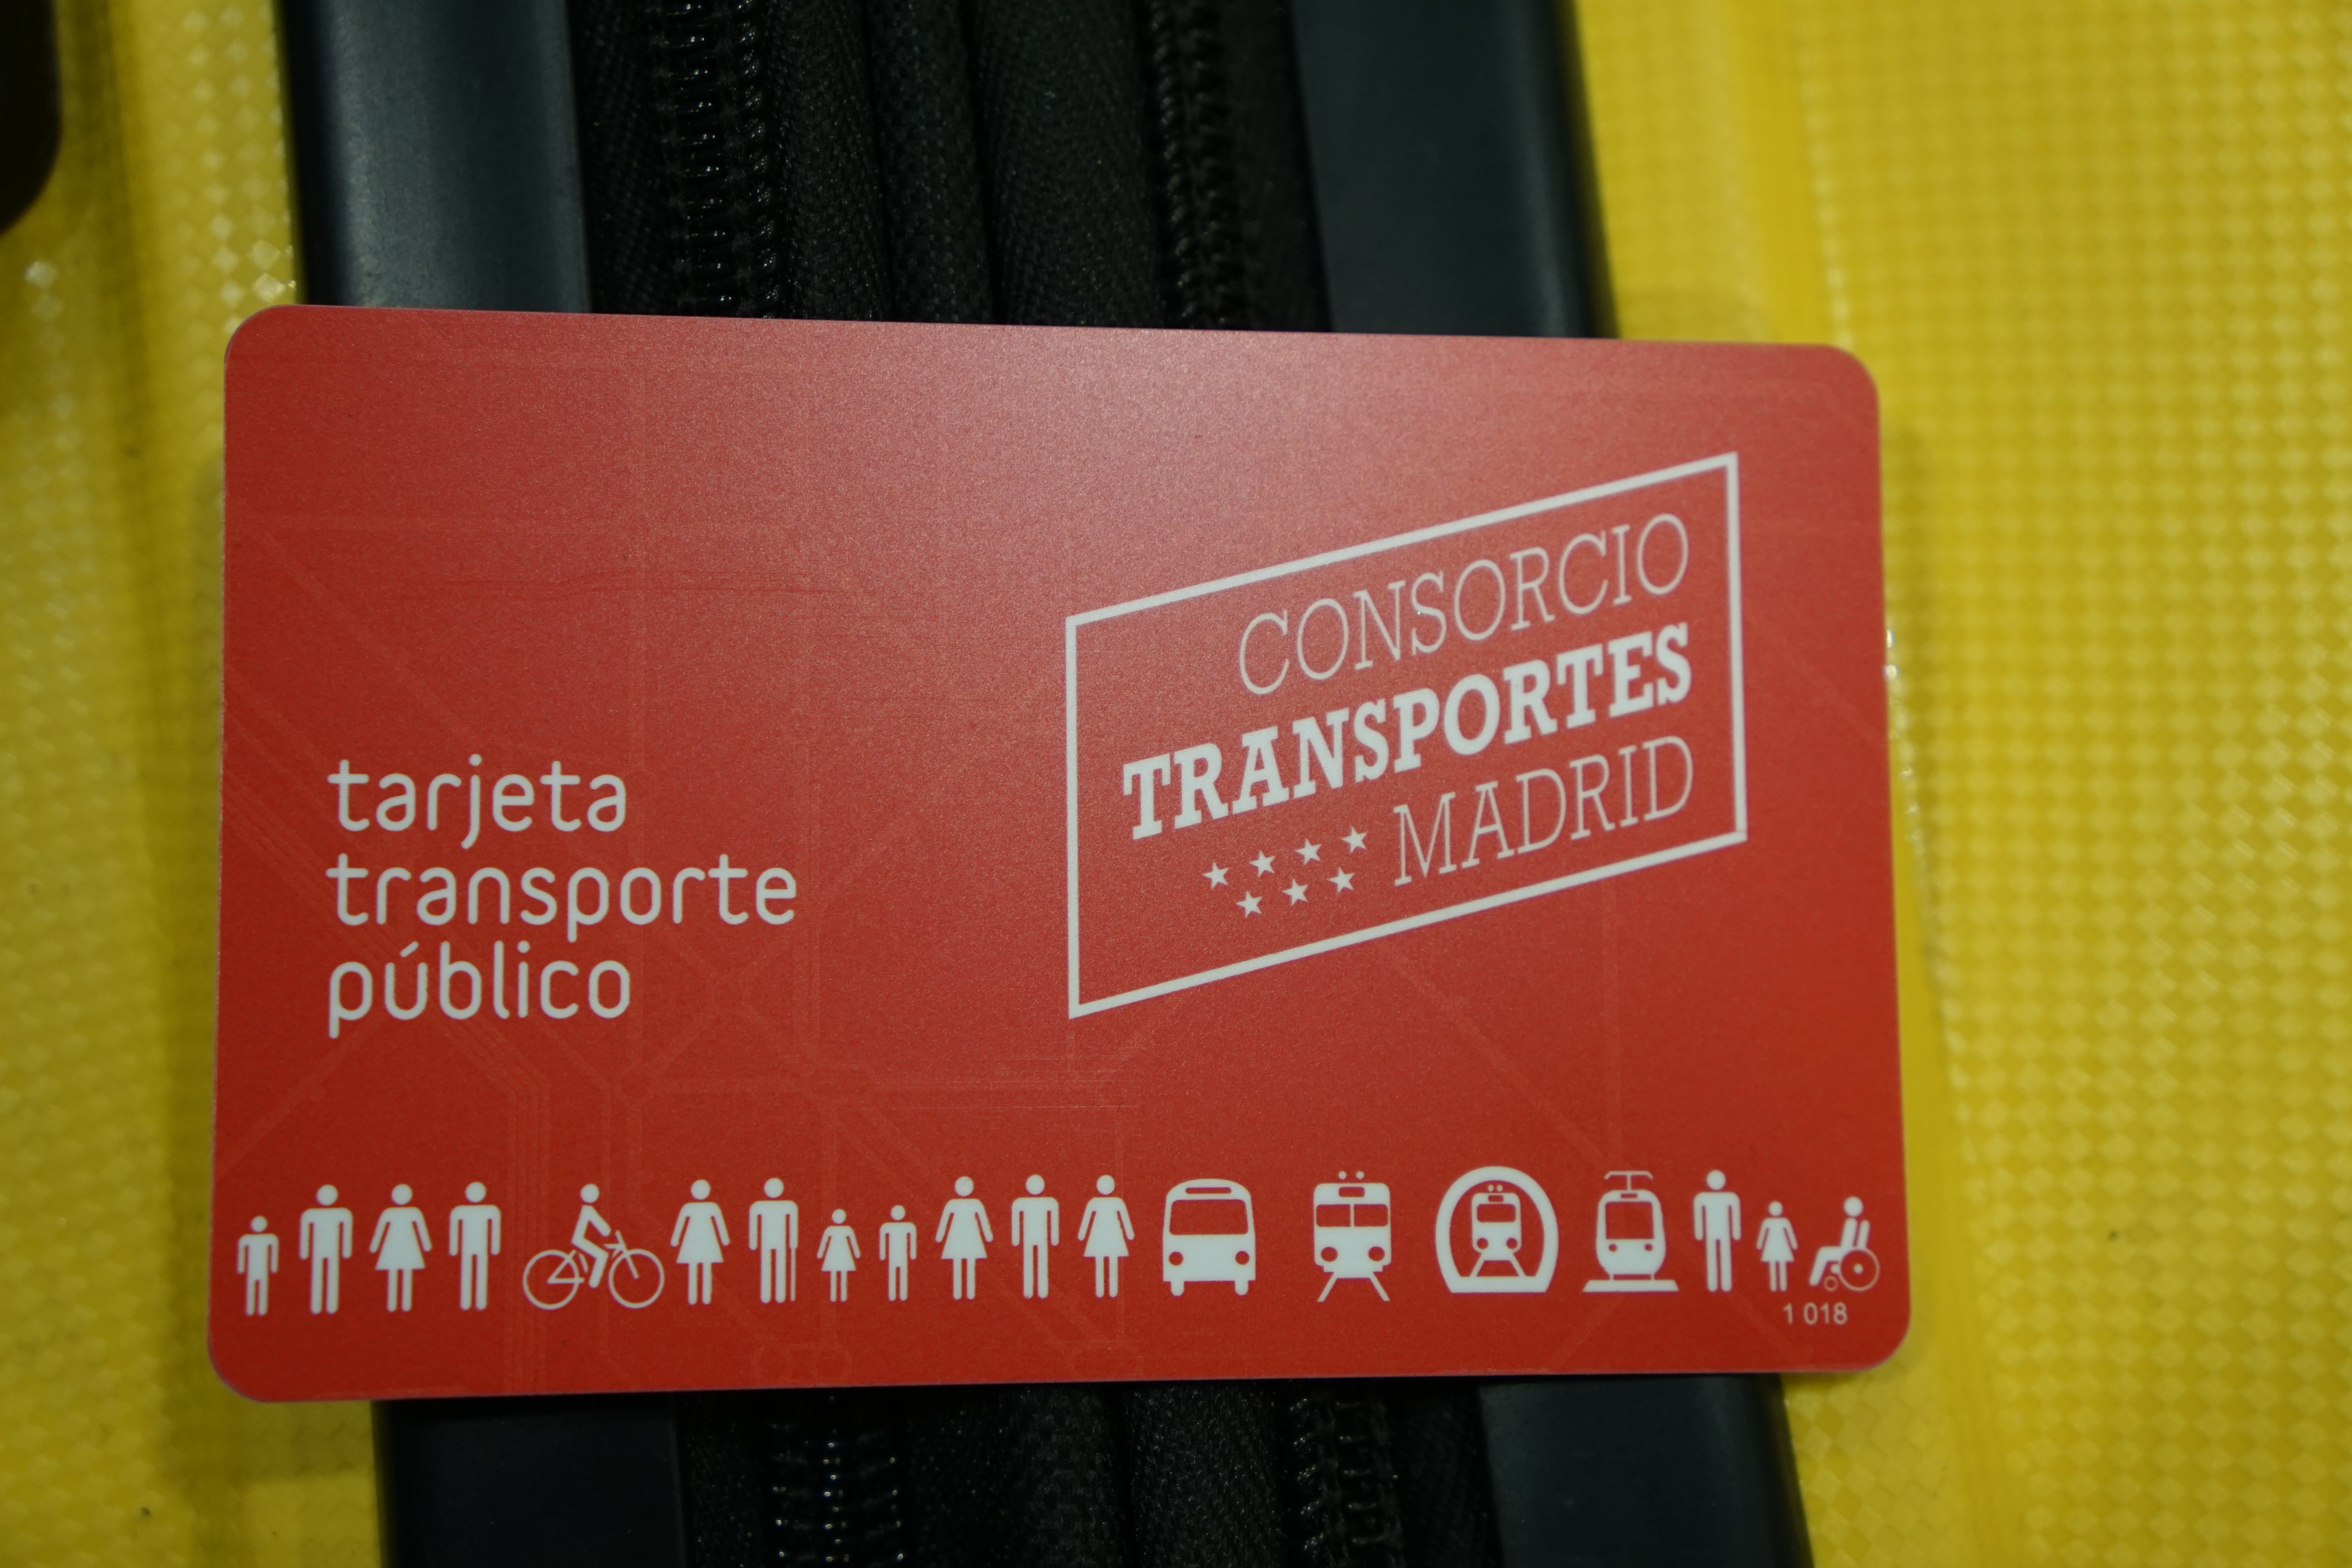 CONSORCIO
TRANSPORTES
MADRID
tarjeta
transporte
público
1 018